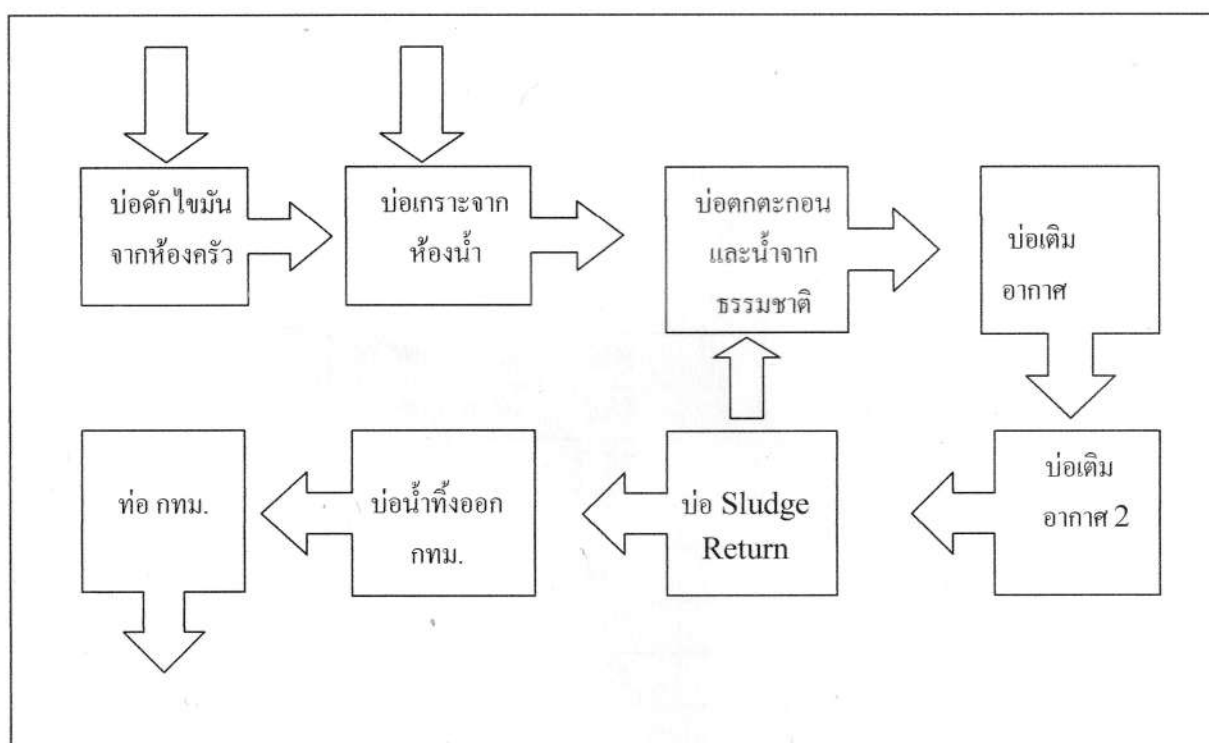 บ่อดักไขมัน
จากห้องครัว
บ่อเกราะจาก
ห้องน้ำ
บ่อตกตะกอน
และน้ำจาก
ธรรมชาติ
บ่อเติม
อากาศ
บ่อเติม
อากาศ 2
บ่อ Sludge
Return
บ่อน้ำทิ้งออก
กทม.
ท่อ กทม.